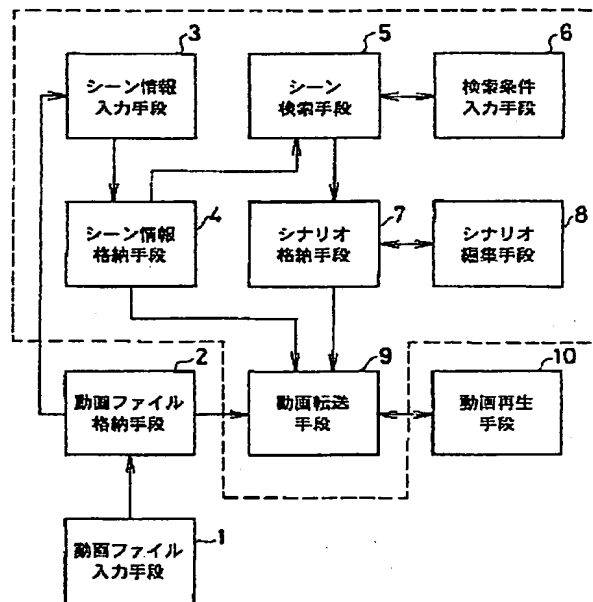 3
5
6
シーン情報
入力手段
シーン
検索手段
検索条件
入力手段
4
7
8
シーン情報
格納手段
シナリオ
格納手段
シナリオ
編集手段
2
9
10
動画ファイル
格納手段
動画転送
手段
動画再生
手段
1
動画ファイル
入力手段